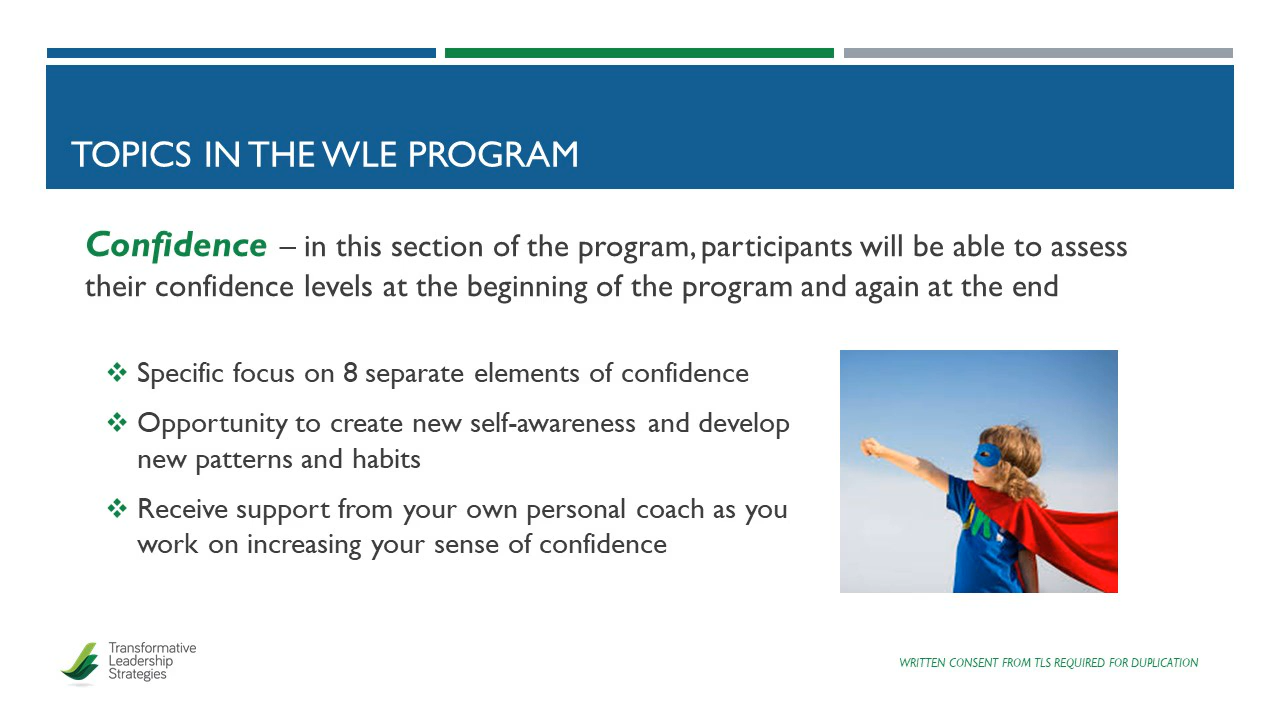 TOPICS IN THE WLE PROGRAM
Confidence – in this section of the program, participants will be able to assess
their confidence levels at the beginning of the program and again at the end
❖ Specific focus on 8 separate elements of confidence
❖ Opportunity to create new self-awareness and develop
new patterns and habits
❖ Receive support from your own personal coach as you
work on increasing your sense of confidence
Transformative
Leadership
Strategies
WRITTEN CONSENT FROM TLS REQUIRED FOR DUPLICATION